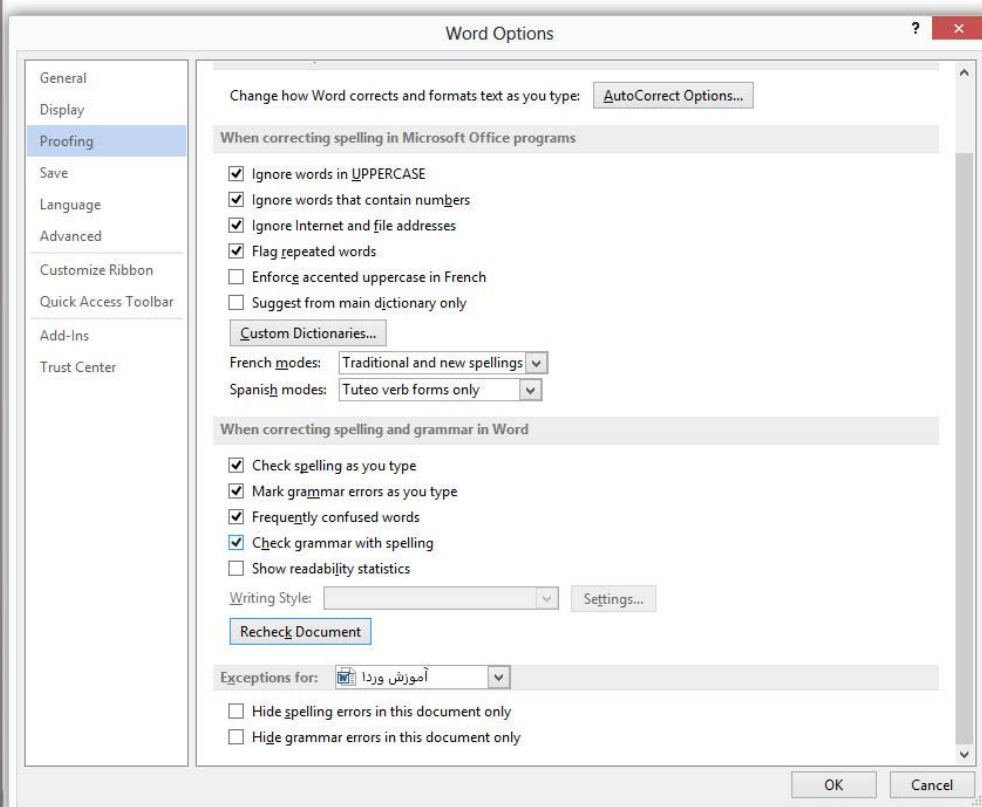 Word Options
?
General
Display
Proofing
Save
Language
Advanced
Customize Ribbon
Quick Access Toolbar
Add-Ins
Trust Center
Change how Word corrects and formats text as you type: AutoCorrect Options...
When correcting spelling in Microsoft Office programs
Ignore words in UPPERCASE
Ignore words that contain numbers
Ignore Internet and file addresses
Flag repeated words
Enforce accented uppercase in French
Suggest from main dictionary only
Custom Dictionaries...
French modes: Traditional and new spellings
Spanish modes: Tuteo verb forms only
When correcting spelling and grammar in Word
Check spelling as you type
Mark grammar errors as you type
Frequently confused words
Check grammar with spelling
Show readability statistics
Writing Style: Settings...
Recheck Document
Exceptions for: آموزش ورد۱
Hide spelling errors in this document only
Hide grammar errors in this document only
OK Cancel